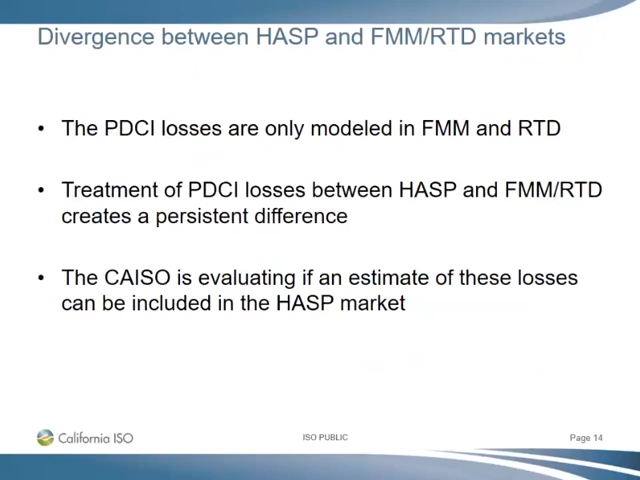 Divergence between HASP and FMM/RTD markets
• The PDCI losses are only modeled in FMM and RTD
• Treatment of PDCI losses between HASP and FMM/RTD
creates a persistent difference
• The CAISO is evaluating if an estimate of these losses
can be included in the HASP market
California ISO
ISO PUBLIC
Page 14